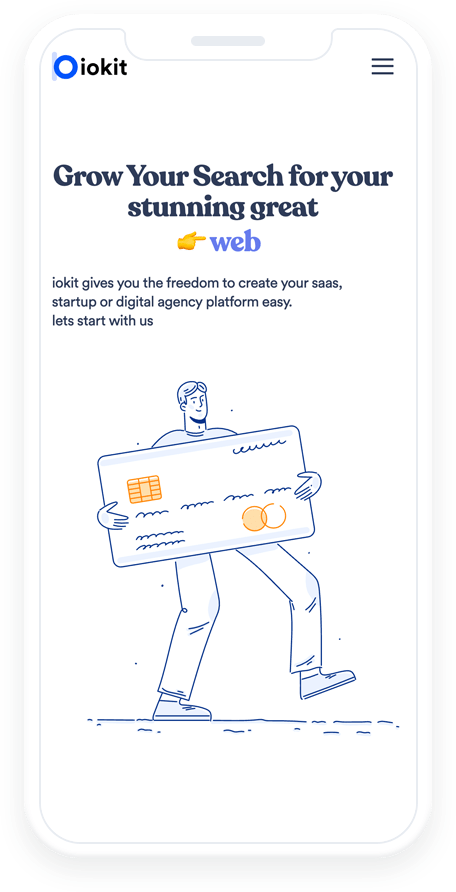 iokit
Grow Your Search for your
stunning great
👉 web
iokit gives you the freedom to create your saas,
startup or digital agency platform easy.
lets start with us